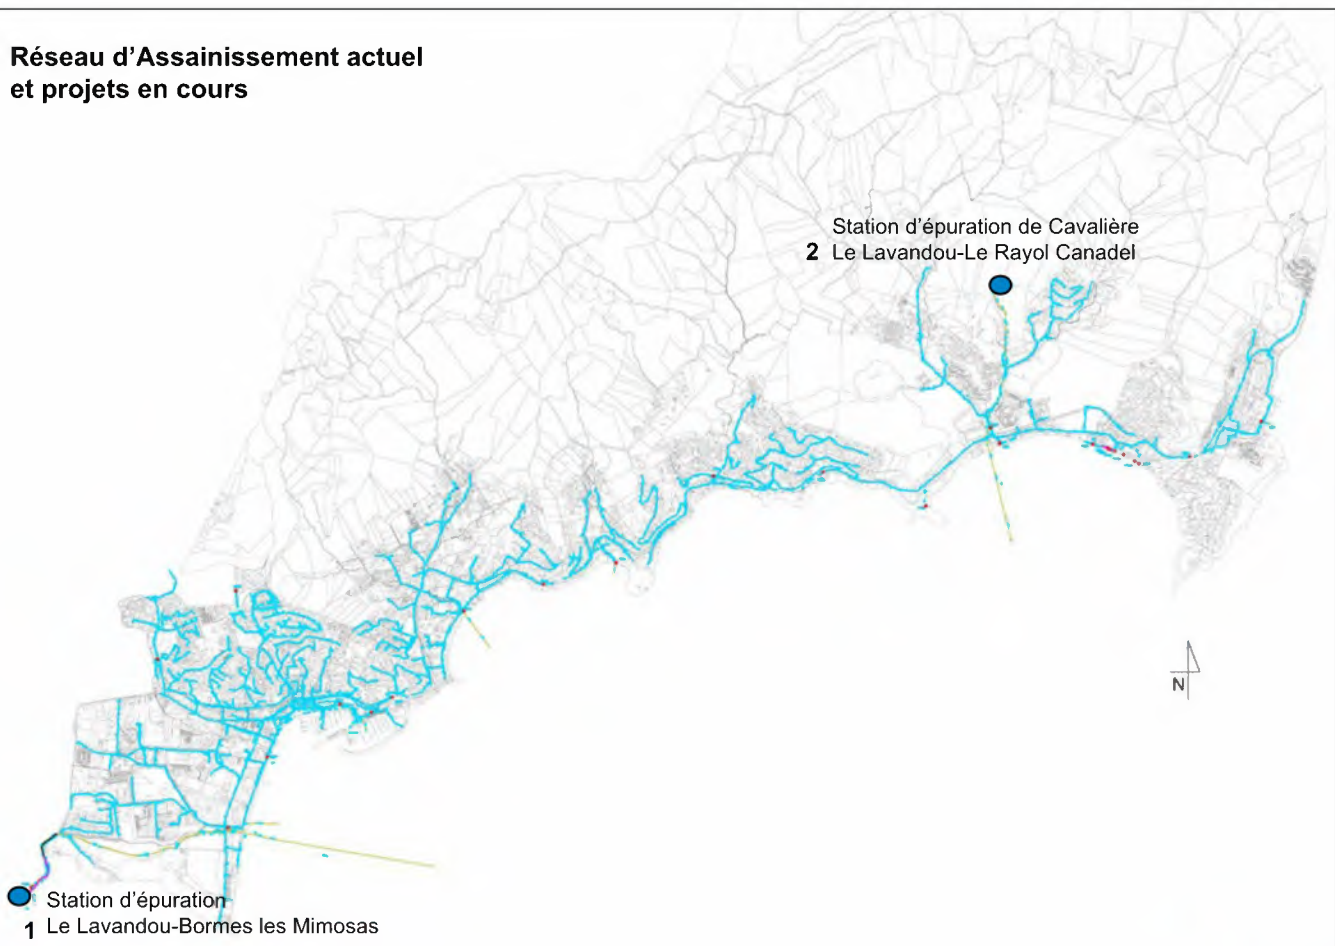 Réseau d'Assainissement actuel
et projets en cours
Station d'épuration de Cavalière
2 Le Lavandou-Le Rayol Canadel
N
Station d'épuration
1 Le Lavandou-Bormes les Mimosas